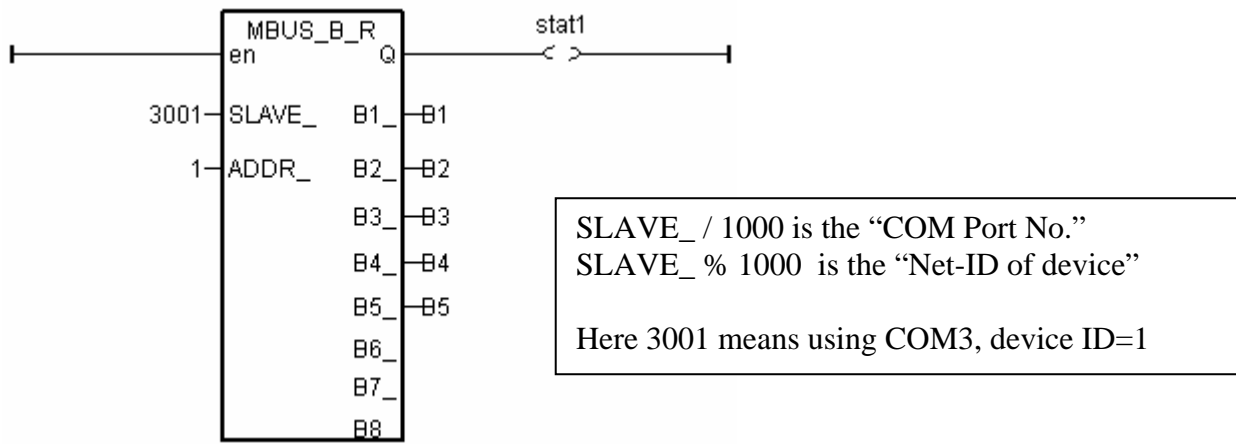 MBUS_B_R
stat1
en Q
3001 SLAVE_ B1_ B1
1 ADDR_ B2_ B2
B3_ B3
B4_ B4
B5_ B5
B6_
B7_
B8
SLAVE_ / 1000 is the “COM Port No.”
SLAVE_ % 1000 is the “Net-ID of device”
Here 3001 means using COM3, device ID=1